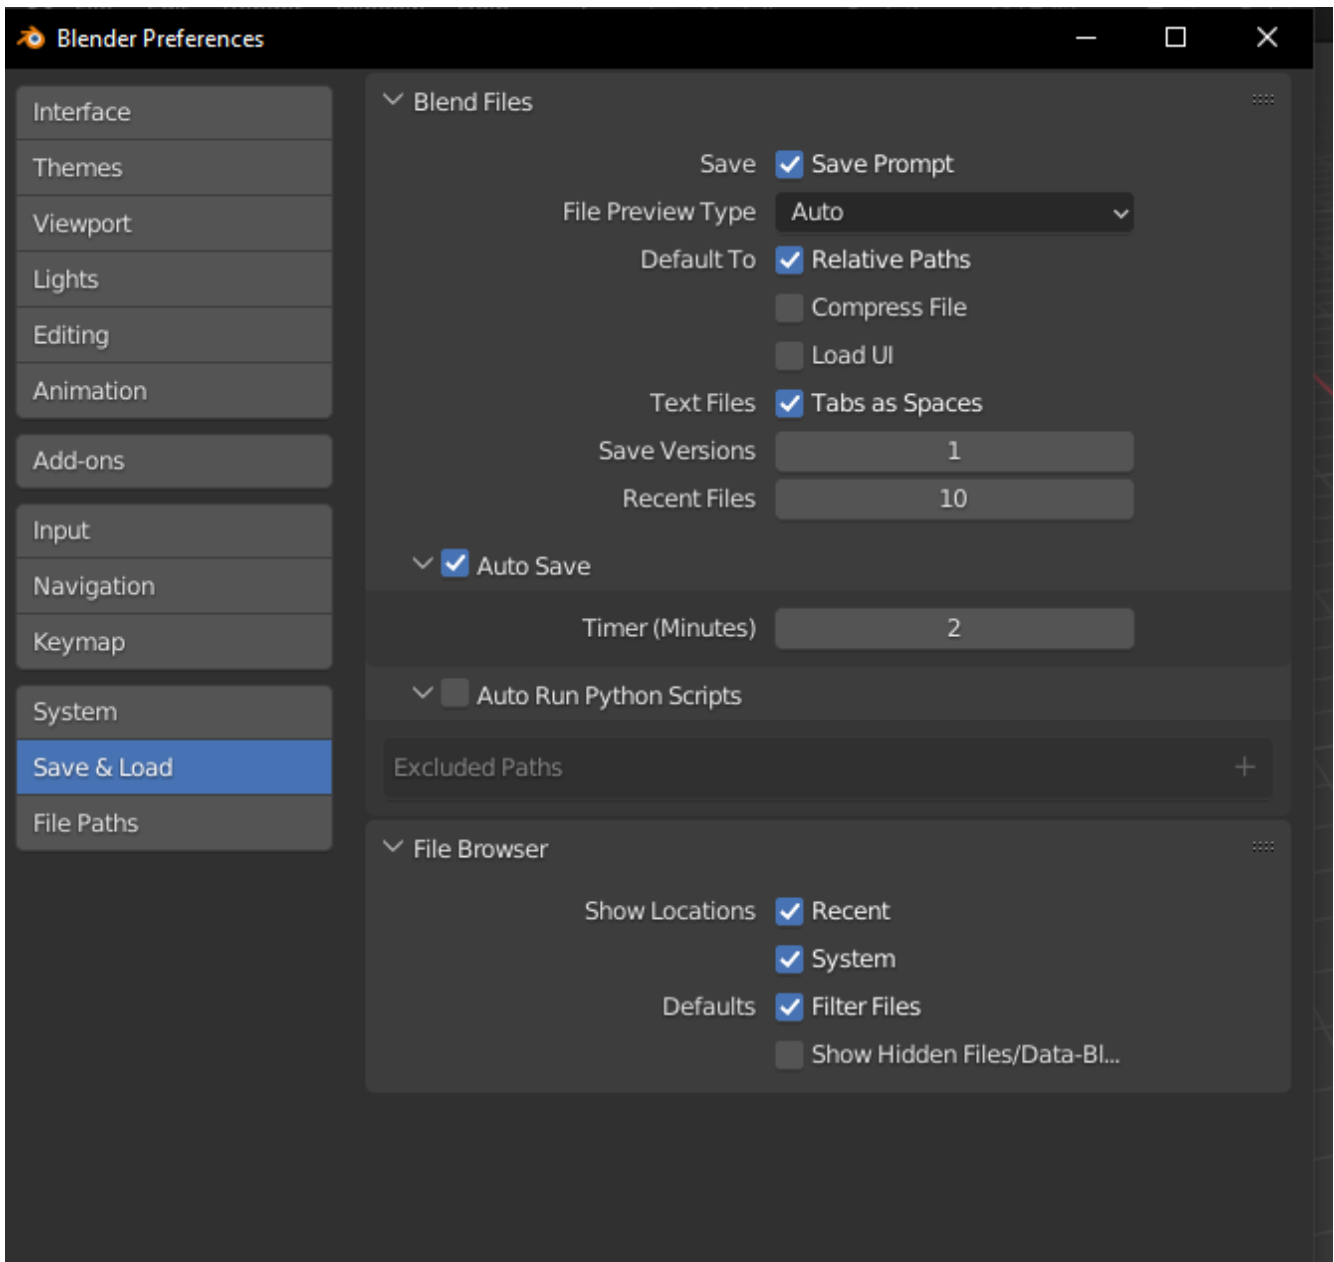 Blender Preferences
Interface
Themes
Viewport
Lights
Editing
Animation
Add-ons
Input
Navigation
Keymap
System
Save & Load
File Paths
Blend Files
Save Save Prompt
File Preview Type Auto
Default To Relative Paths
Compress File
Load UI
Text Files Tabs as Spaces
Save Versions 1
Recent Files 10
Auto Save
Timer (Minutes) 2
Auto Run Python Scripts
Excluded Paths
File Browser
Show Locations Recent
System
Defaults Filter Files
Show Hidden Files/Data-Bl...